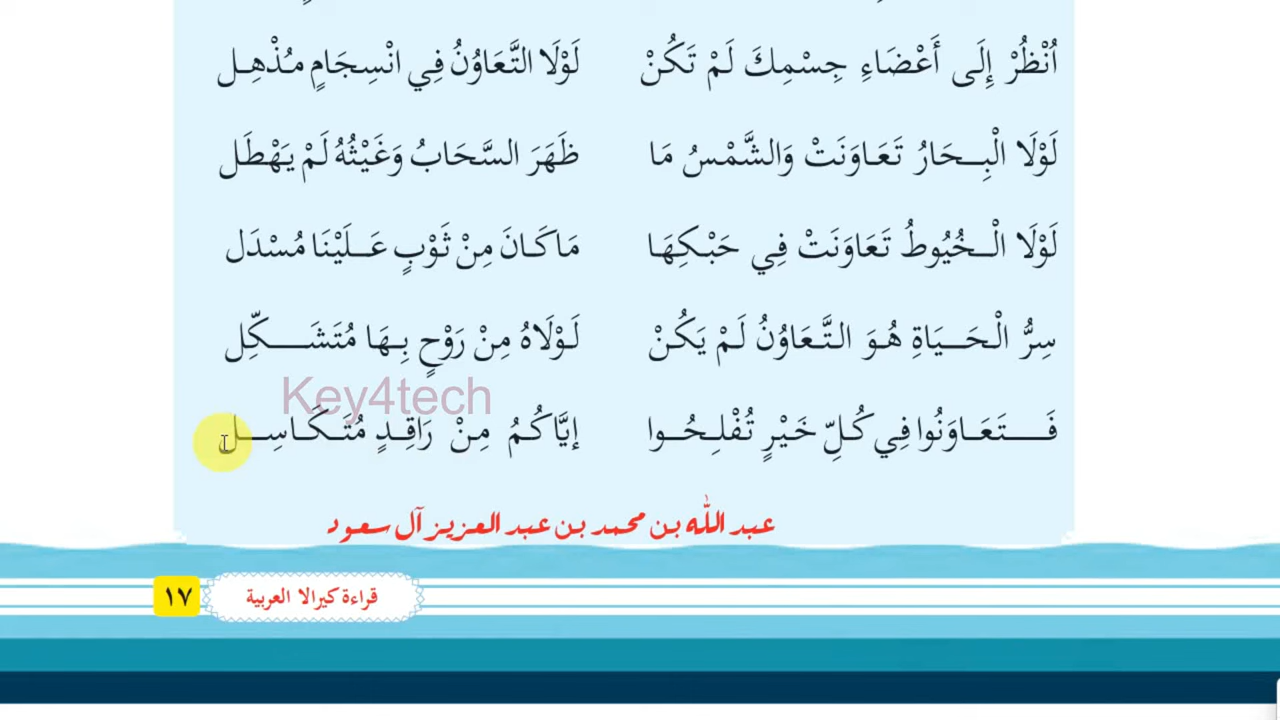 اُنْظُرْ إِلَى أَعْضَاءِ جِسْمِكَ لَمْ تَكُنْ لَوْلَا التَّعَاوُنُ فِي انْسِجَامٍ مُذْهِلِ
لَوْلَا الْبِحَارُ تَعَاوَنَتْ وَالشَّمْسُ مَا ظَهَرَ السَّحَابُ وَغَيْثُهُ لَمْ يَهْطَل
لَوْلَا الْخُيُوطُ تَعَاوَنَتْ فِي حَبْكِهَا مَاكَانَ مِنْ ثَوْبٍ عَلَيْنَا مُسْدَل
سِرُّ الْحَيَاةِ هُوَ التَّعَاوُنُ لَمْ يَكُنْ لَوْلَاهُ مِنْ رَوْحٍ بِهَا مُتَشَكِّل
Key4tech
فَتَعَاوَنُوا فِي كُلِّ خَيْرٍ تُفْلِحُوا إيَّاكُمُ مِنْ رَاقِدٍ مُتَكَاسِل
عبد الله بن محمد بن عبد العزيز آل سعود
قراءة كيرالا العربية
١٧